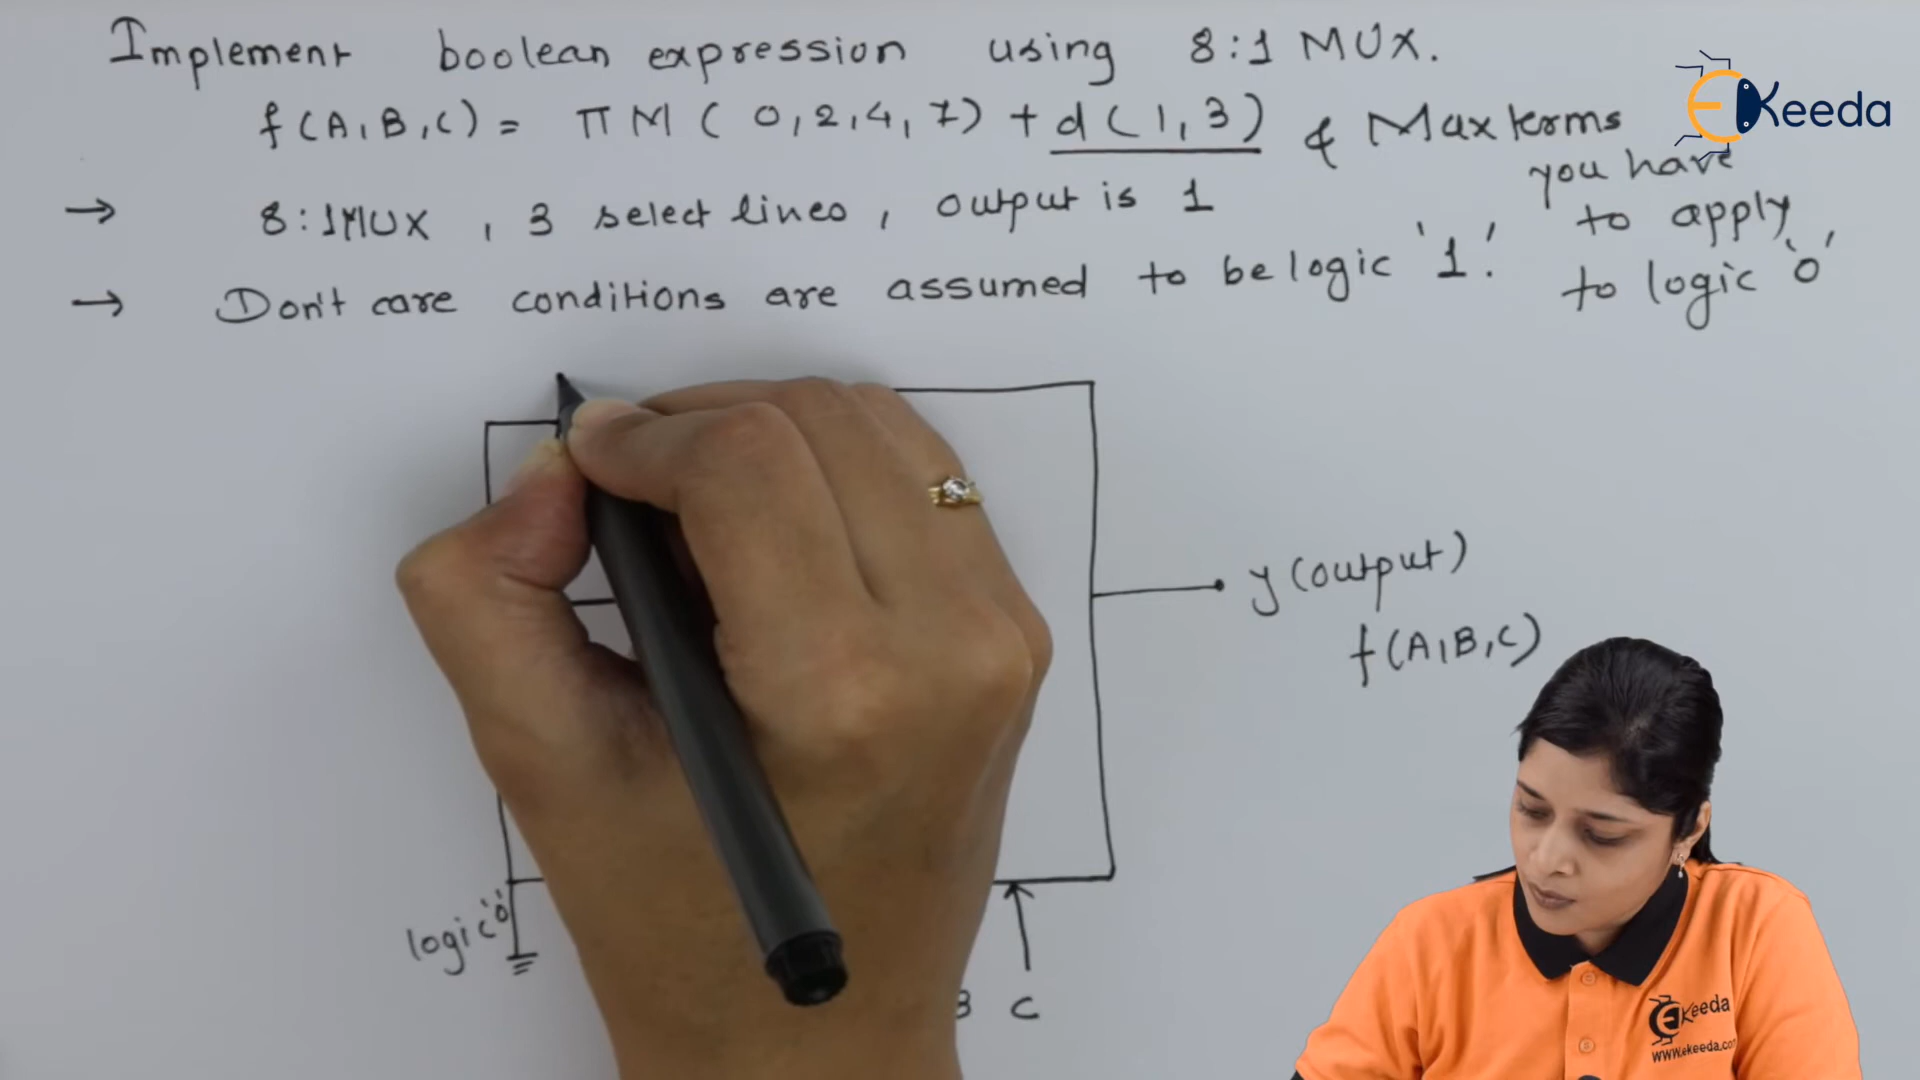 Implement boolean expression using 8:1 MUX.
f(A,B,C) = πM(0,2,4,7) + d(1,3) & Maxterms
you have
→ 8:1MUX, 3 select lines, output is 1
to apply
→ Don't care conditions are assumed to be logic '1'.
to logic '0'
y(output)
f(A,B,C)
logic '0'
B C
EKeeda
EKeeda
www.ekeeda.com